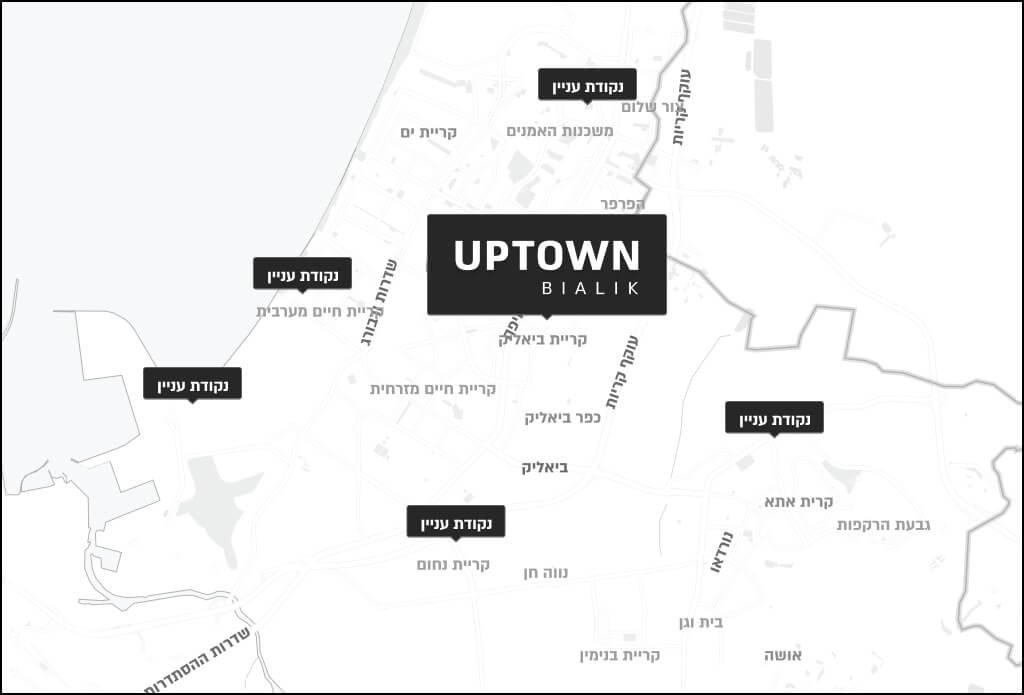 נקודת עניין
עוקף קריות
צור שלום
קריית ים
משכנות האמנים
הפרפר
UPTOWN
BIALIK
נקודת עניין
שדרות ורבורג
קריית חיים מערבית
קריית ביאליק
עוקף קריות
נקודת עניין
קריית חיים מזרחית
כפר ביאליק
נקודת עניין
ביאליק
קרית אתא
גבעת הרקפות
נקודת עניין
נורדאו
קריית נחום
נווה חן
בית וגן
שדרות ההסתדרות
קריית בנימין
אושה